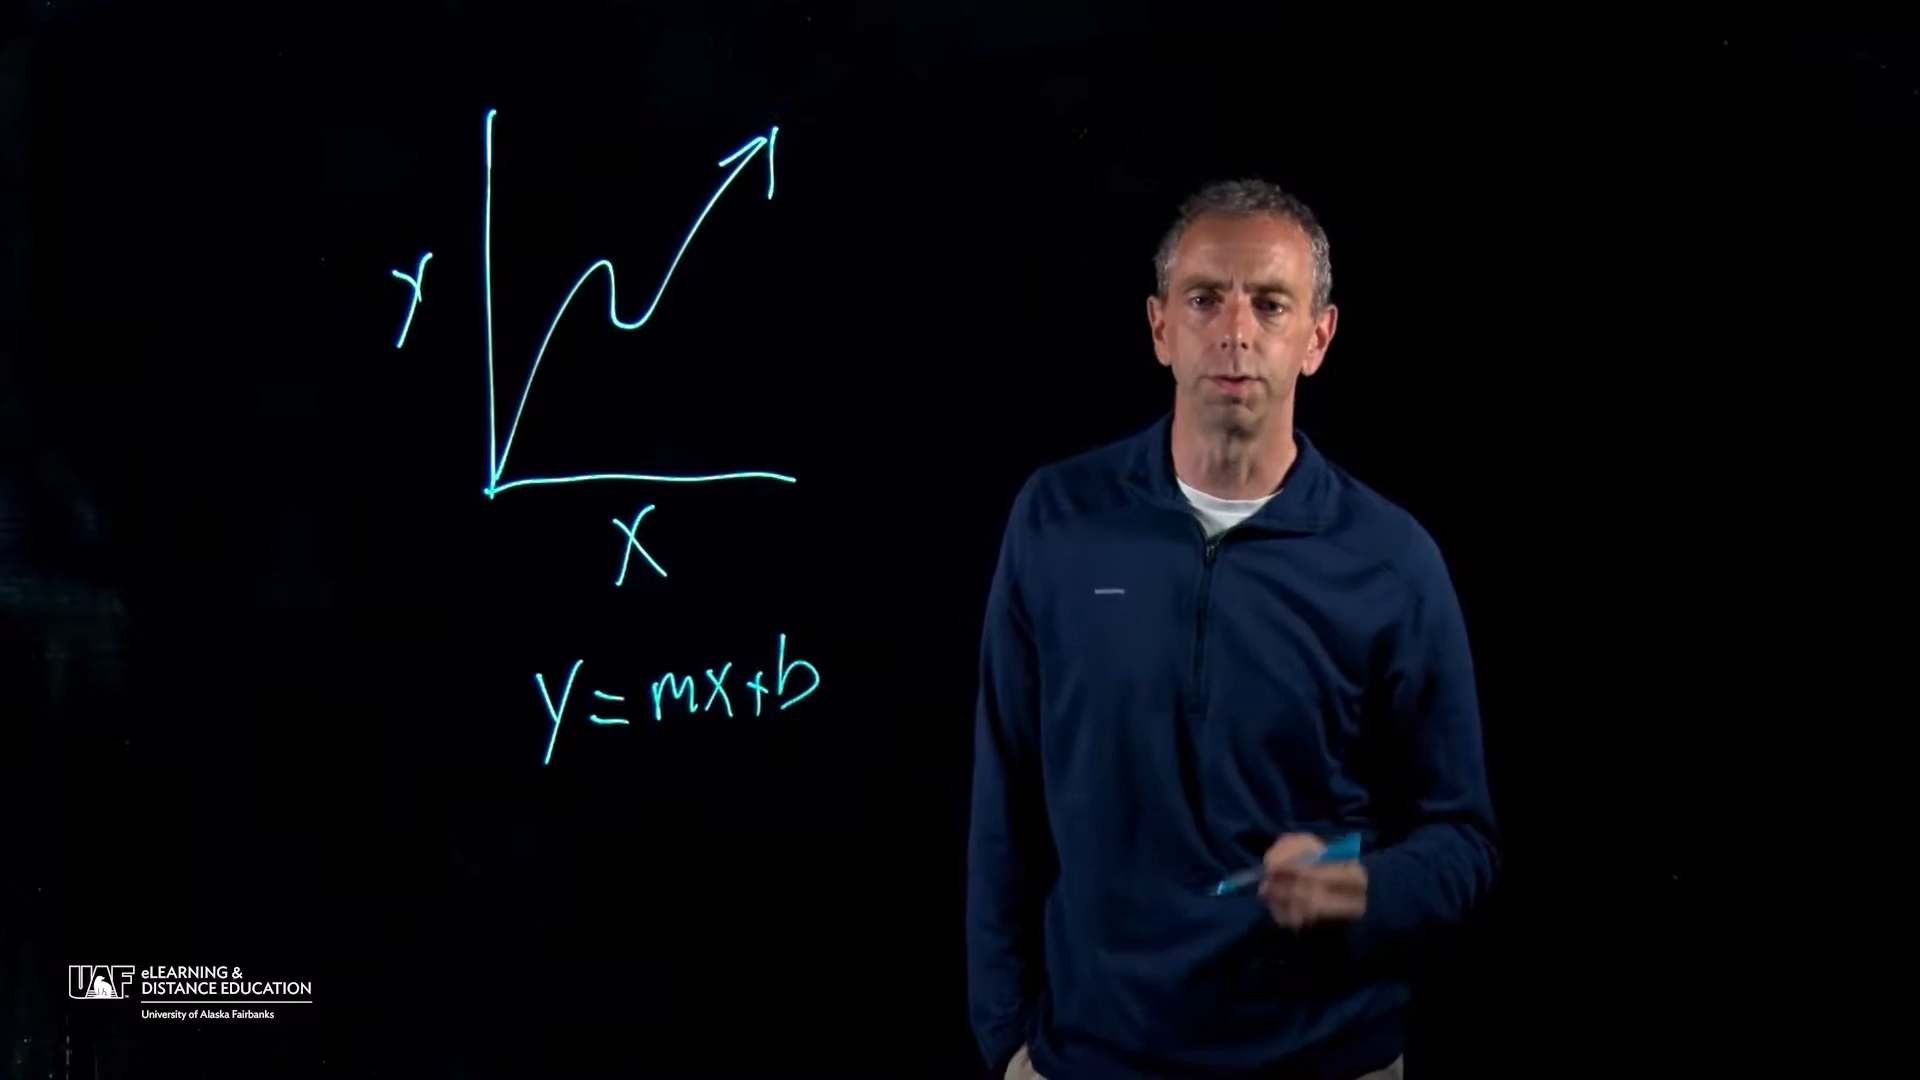 y
x
y = mx + b
UAF
eLEARNING &
DISTANCE EDUCATION
University of Alaska Fairbanks